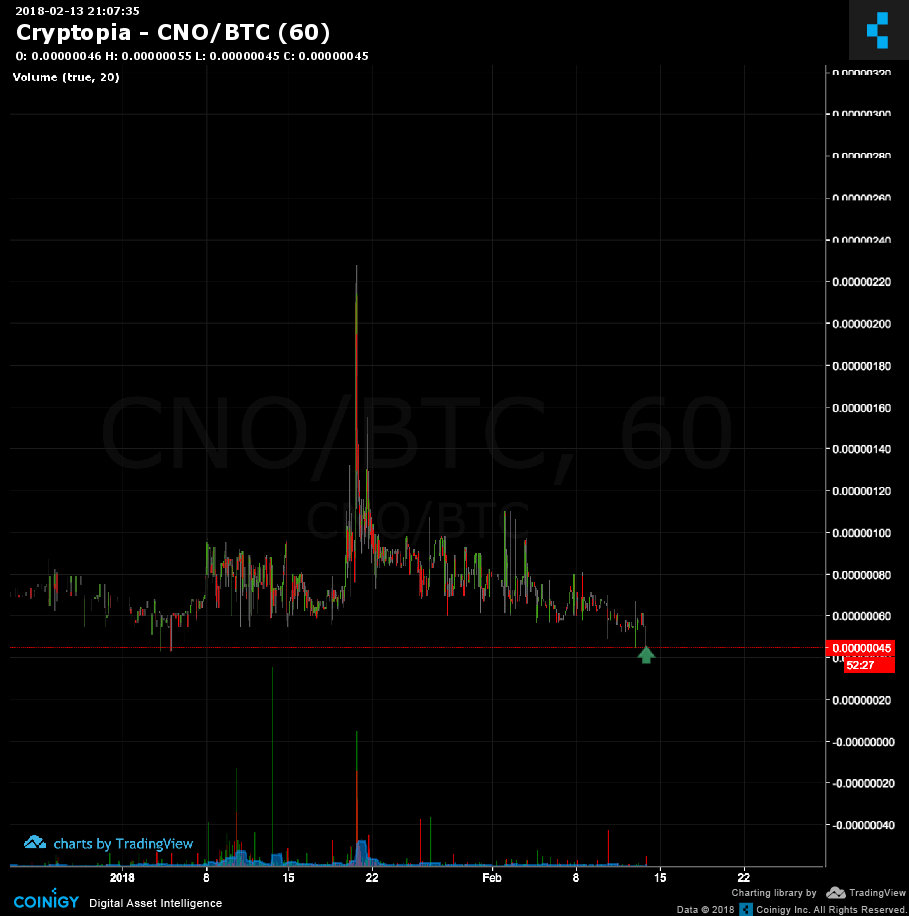 2018-02-13 21:07:35
Cryptopia - CNO/BTC (60)
O: 0.00000046 H: 0.00000055 L: 0.00000045 C: 0.00000045
Volume (true, 20)
0.00000320
0.00000300
0.00000280
0.00000260
0.00000240
0.00000220
0.00000200
0.00000180
0.00000160
CNO/BTC, 60
0.00000140
0.00000120
CNO/BTC
0.00000100
0.00000080
0.00000060
0.00000045
52:27
0.00000020
-0.00000000
-0.00000020
-0.00000040
charts by TradingView
2018 8 15 22 Feb 8 15 22
Charting library by TradingView
COINIGY Digital Asset Intelligence
Data © 2018 Coinigy Inc. All Rights Reserved.